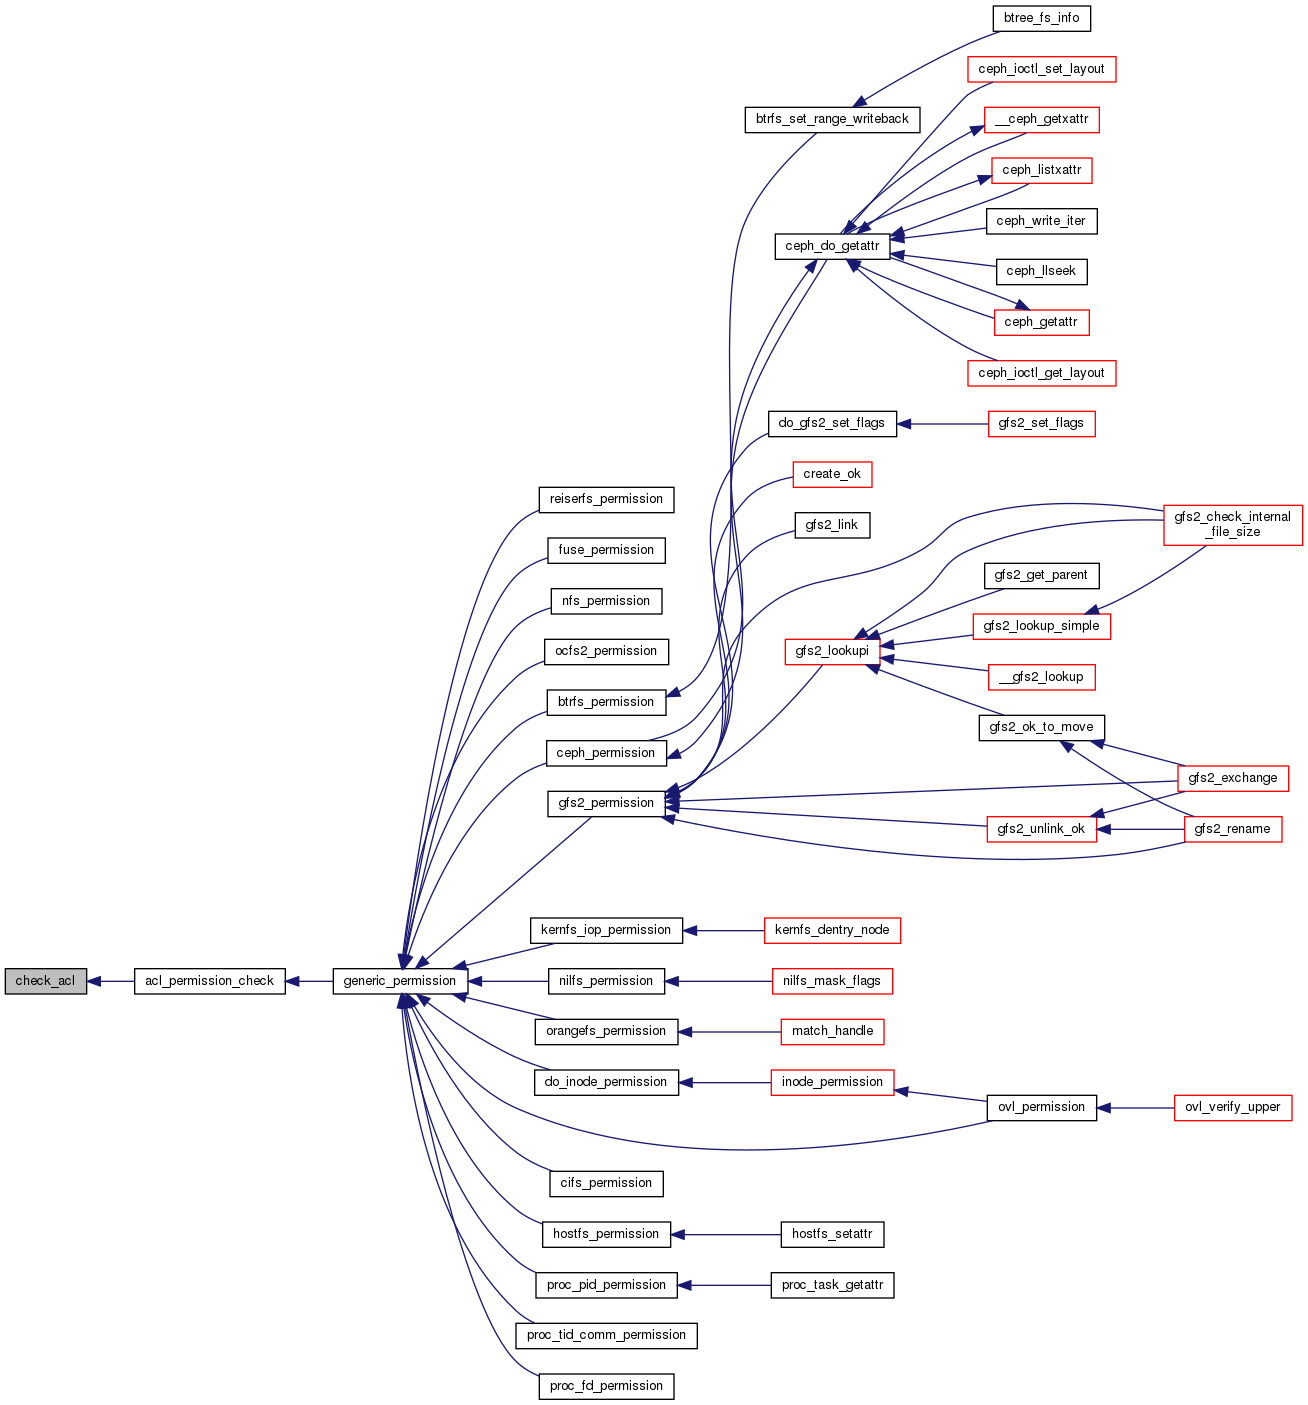 btree_fs_info
ceph_ioctl_set_layout
btrfs_set_range_writeback
__ceph_getxattr
ceph_listxattr
ceph_write_iter
ceph_do_getattr
ceph_llseek
ceph_getattr
ceph_ioctl_get_layout
do_gfs2_set_flags
gfs2_set_flags
create_ok
reiserfs_permission
gfs2_link
gfs2_check_internal
_file_size
fuse_permission
gfs2_get_parent
nfs_permission
gfs2_lookup_simple
ocfs2_permission
gfs2_lookupi
__gfs2_lookup
btrfs_permission
gfs2_ok_to_move
ceph_permission
gfs2_exchange
gfs2_permission
gfs2_unlink_ok
gfs2_rename
kernfs_iop_permission
kernfs_dentry_node
check_acl
acl_permission_check
generic_permission
nilfs_permission
nilfs_mask_flags
orangefs_permission
match_handle
do_inode_permission
inode_permission
ovl_permission
ovl_verify_upper
cifs_permission
hostfs_permission
hostfs_setattr
proc_pid_permission
proc_task_getattr
proc_tid_comm_permission
proc_fd_permission